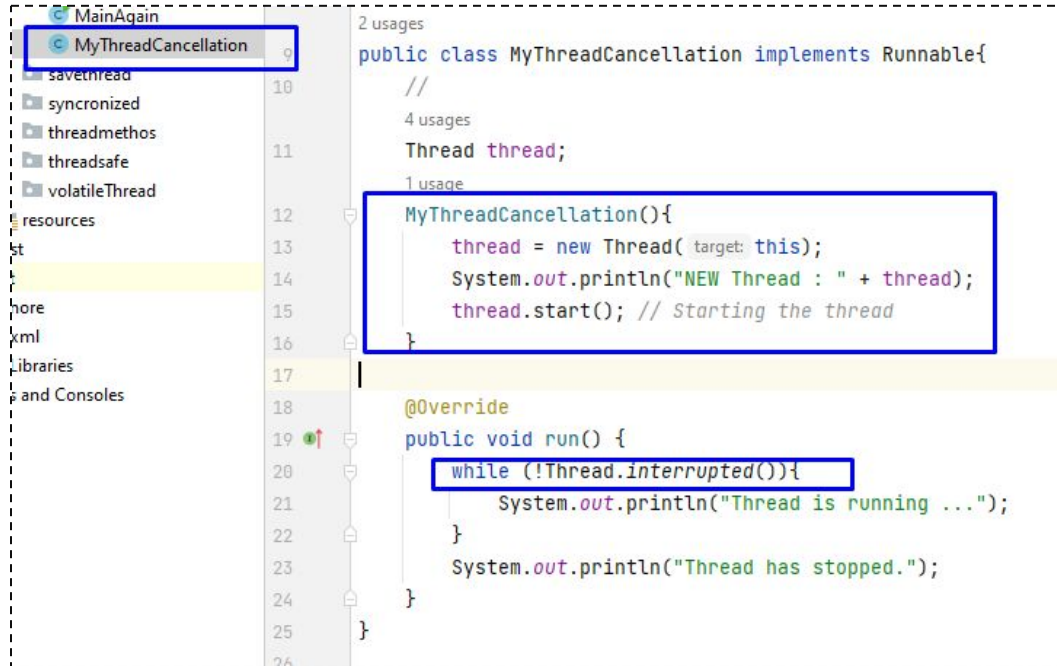 MainAgain
MyThreadCancellation
savethread
syncronized
threadmethos
threadsafe
volatileThread
resources
Libraries
and Consoles
2 usages
9 public class MyThreadCancellation implements Runnable{
10 //
4 usages
11 Thread thread;
1 usage
12 MyThreadCancellation(){
13 thread = new Thread( target: this);
14 System.out.println("NEW Thread : " + thread);
15 thread.start(); // Starting the thread
16 }
17
18 @Override
19 public void run() {
20 while (!Thread.interrupted()){
21 System.out.println("Thread is running ...");
22 }
23 System.out.println("Thread has stopped.");
24 }
25 }
26